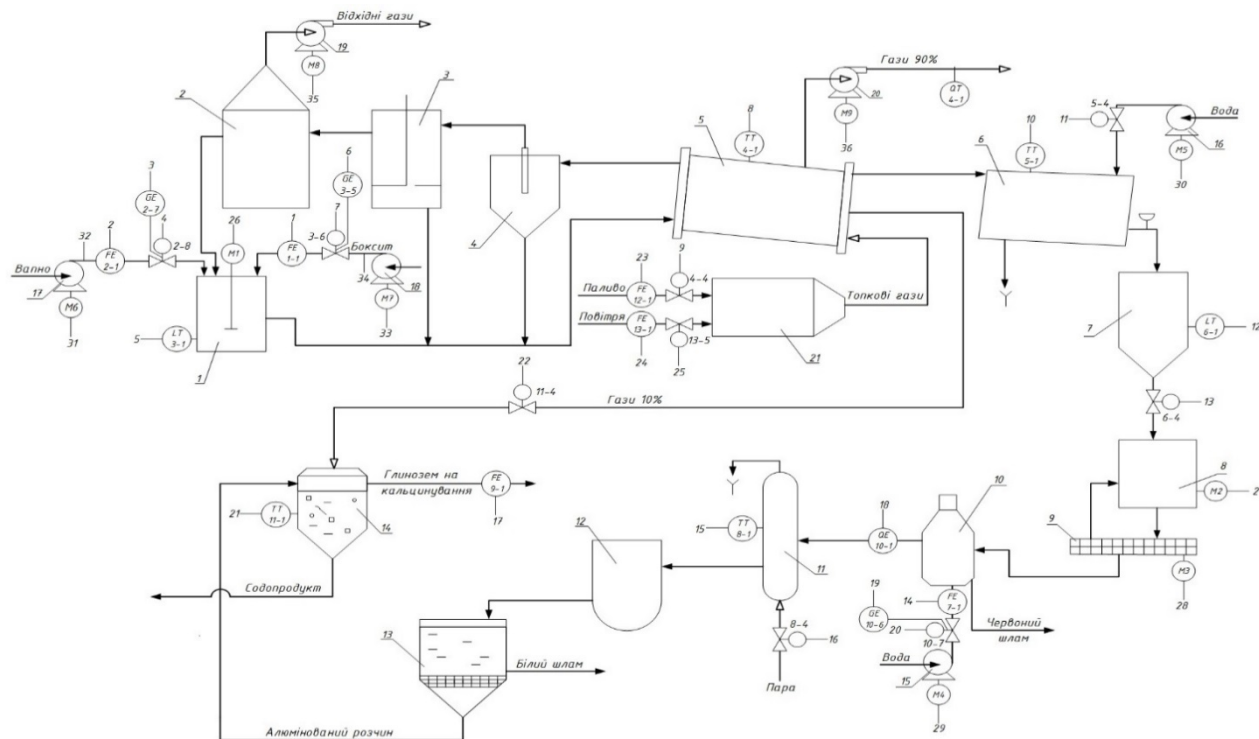 Відхідні гази
19
M8
35
2
3
Гази 90%
20
QT
4-1
M9
36
8
TT
4-1
5
5-4
11
Вода
16
M5
30
10
TT
5-1
6
3
GE
2-7
4
2-8
6
GE
3-5
7
3-6
1
FE
1-1
Боксит
34
18
M7
33
26
M1
32
2
FE
2-1
Вапно
17
M6
31
5
LT
3-1
1
4
9
4-4
23
Паливо
FE
12-1
Повітря
FE
13-1
24
13-5
25
21
Топкові гази
7
LT
6-1
12
13
6-4
22
11-4
Гази 10%
8
M2
2
9
M3
28
Глинозем на
кальцинування
FE
9-1
17
21
TT
11-1
14
Содопродукт
12
15
TT
8-1
11
18
QE
10-1
10
14
FE
7-1
19
GE
10-6
20
10-7
Червоний
шлам
Вода
15
M4
29
8-4
16
Пара
13
Білий шлам
Алюмінований розчин